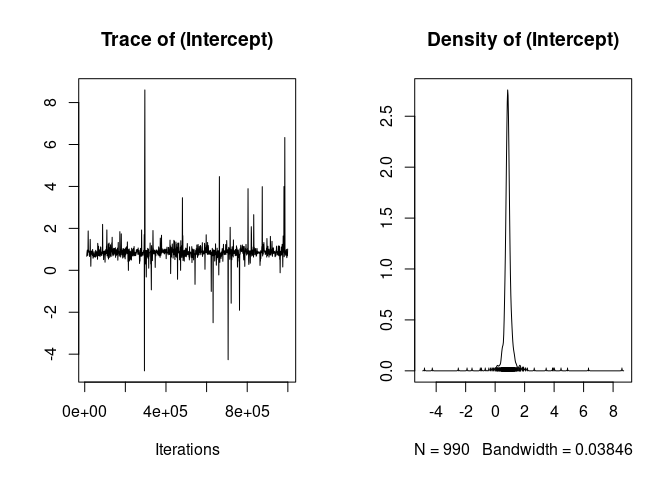 Trace of (Intercept)
8
6
4
2
0
-2
-4
0e+00 4e+05 8e+05
Iterations
Density of (Intercept)
2.5
2.0
1.5
1.0
0.5
0.0
-4 -2 0 2 4 6 8
N = 990 Bandwidth = 0.03846